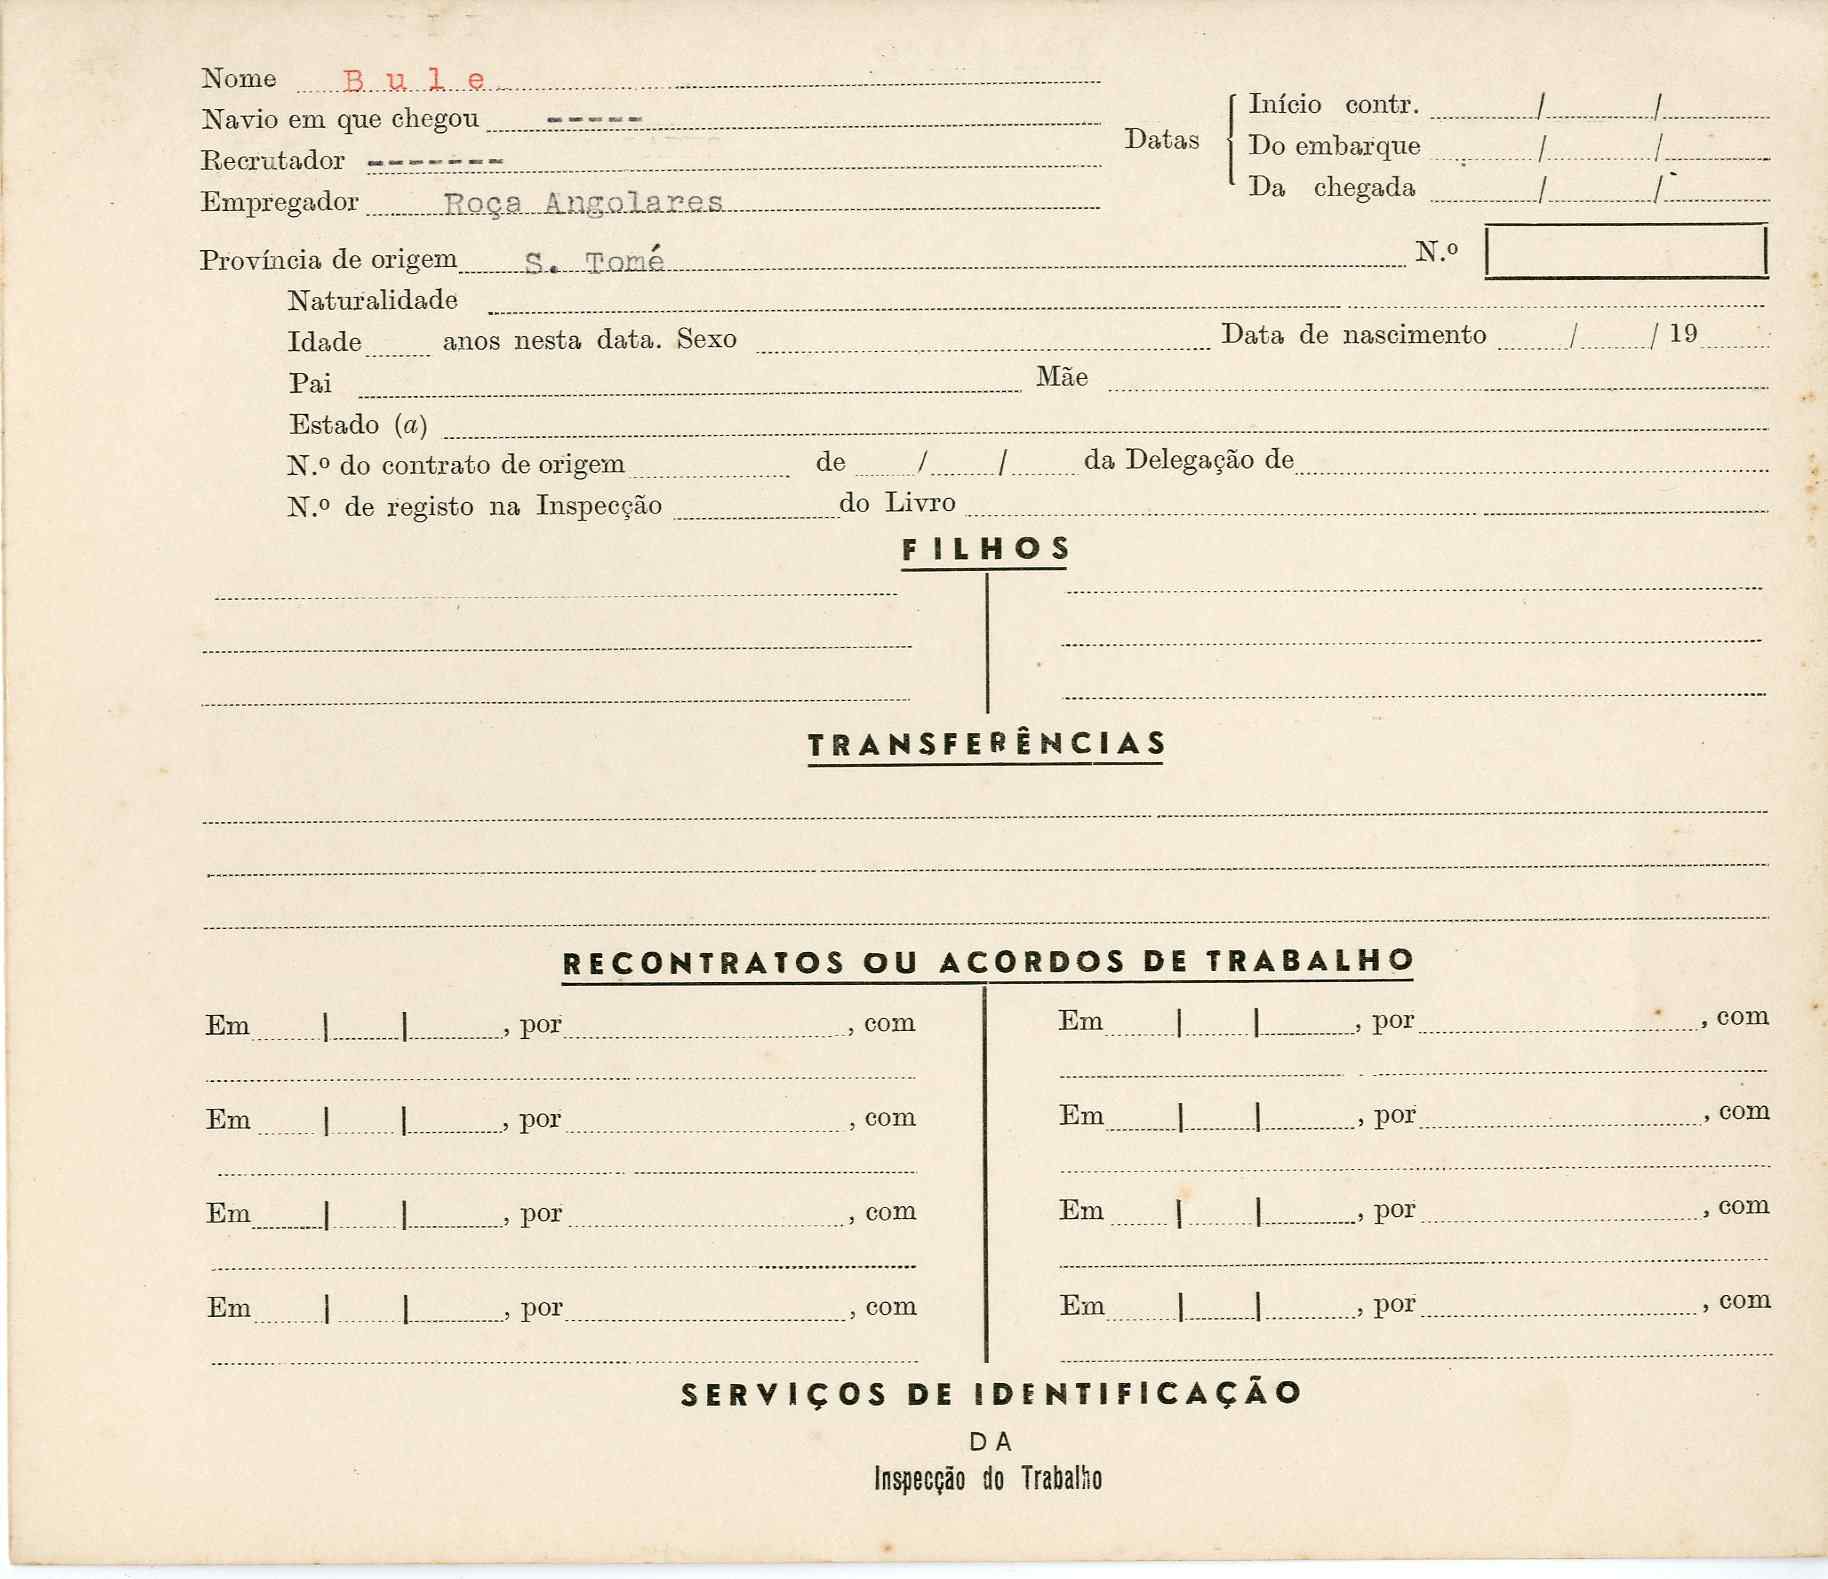 Nome B u l e
Navio em que chegou -----
Recrutador -------
Empregador Roça Angolares
Datas
Início contr. / /
Do embarque / /
Da chegada / /
Província de origem S. Tomé N.º
Naturalidade
Idade anos nesta data. Sexo Data de nascimento / / 19
Pai Mãe
Estado (a)
N.º do contrato de origem de / / da Delegação de
N.º de registo na Inspecção do Livro
FILHOS
TRANSFERÊNCIAS
RECONTRATOS OU ACORDOS DE TRABALHO
Em | | , por , com Em | | , por , com
Em | | , por , com Em | | , por , com
Em | | , por , com Em | | , por , com
Em | | , por , com Em | | , por , com
SERVIÇOS DE IDENTIFICAÇÃO
DA
Inspecção do Trabalho